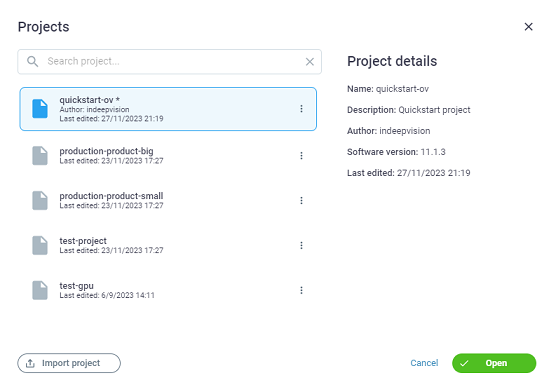 Projects
Search project...
quickstart-ov *
Author: indeepvision
Last edited: 27/11/2023 21:19
production-product-big
Last edited: 23/11/2023 17:27
production-product-small
Last edited: 23/11/2023 17:27
test-project
Last edited: 23/11/2023 17:27
test-gpu
Last edited: 6/9/2023 14:11
Project details
Name: quickstart-ov
Description: Quickstart project
Author: indeepvision
Software version: 11.1.3
Last edited: 27/11/2023 21:19
Import project
Cancel
Open